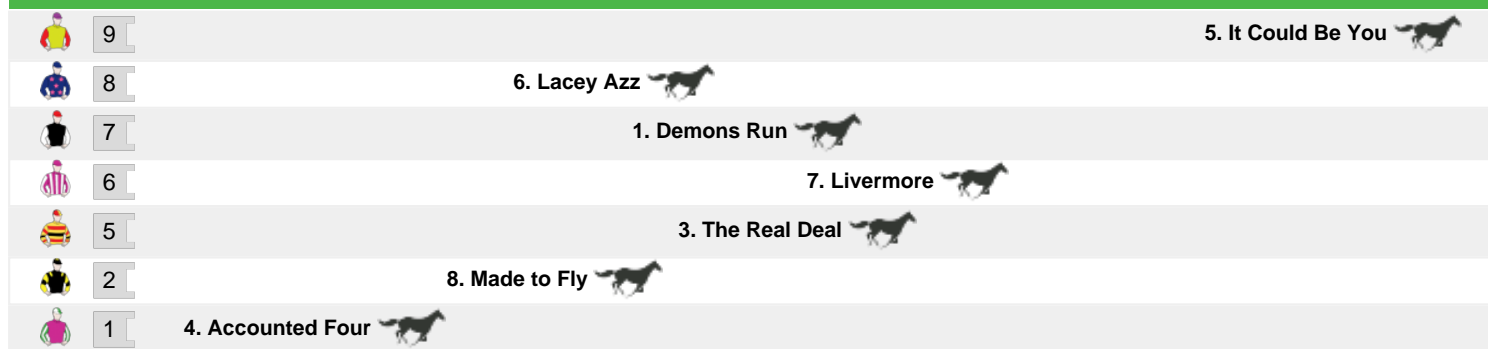 9 5. It Could Be You
8 6. Lacey Azz
7 1. Demons Run
6 7. Livermore
5 3. The Real Deal
2 8. Made to Fly
1 4. Accounted Four